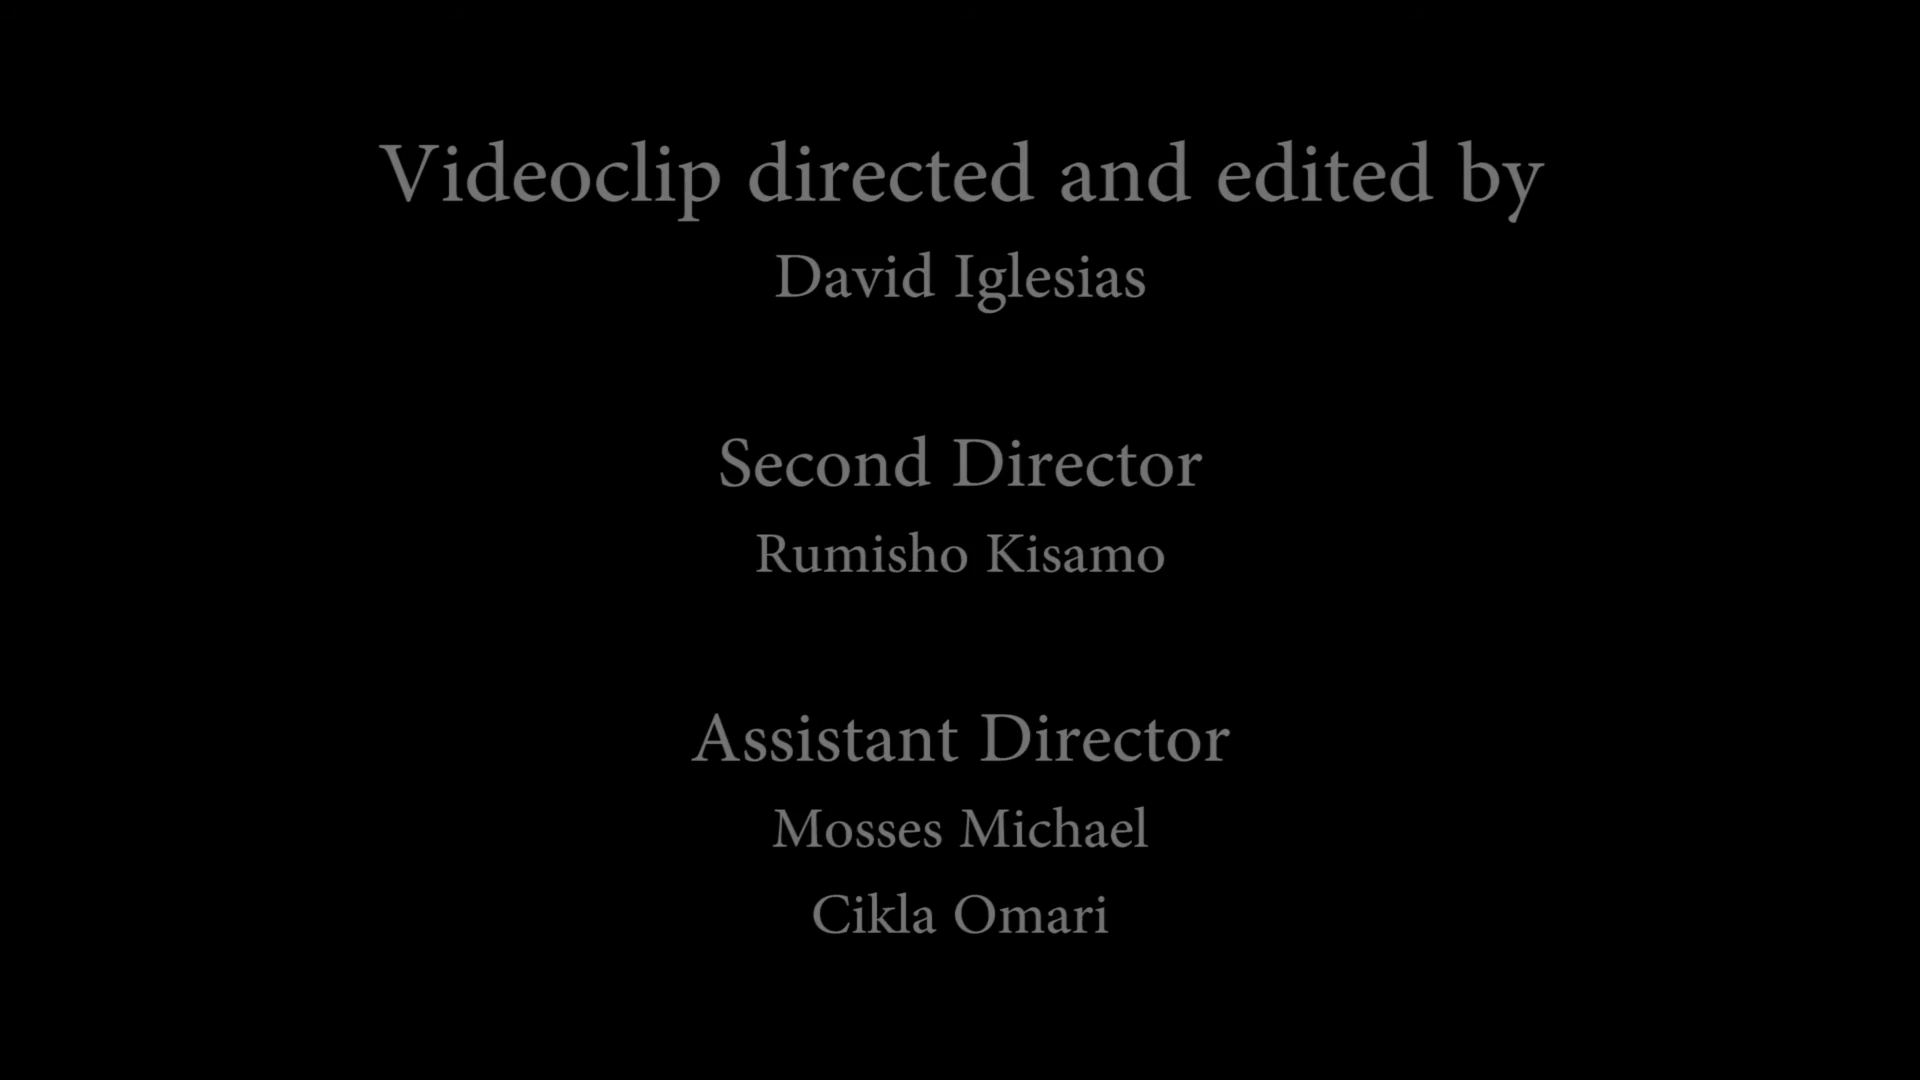 Videoclip directed and edited by
David Iglesias
Second Director
Rumisho Kisamo
Assistant Director
Mosses Michael
Cikla Omari